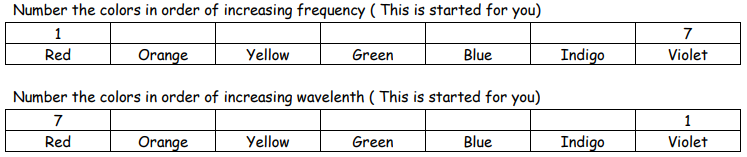 Number the colors in order of increasing frequency ( This is started for you)
1 7
Red Orange Yellow Green Blue Indigo Violet
Number the colors in order of increasing wavelenth ( This is started for you)
7 1
Red Orange Yellow Green Blue Indigo Violet